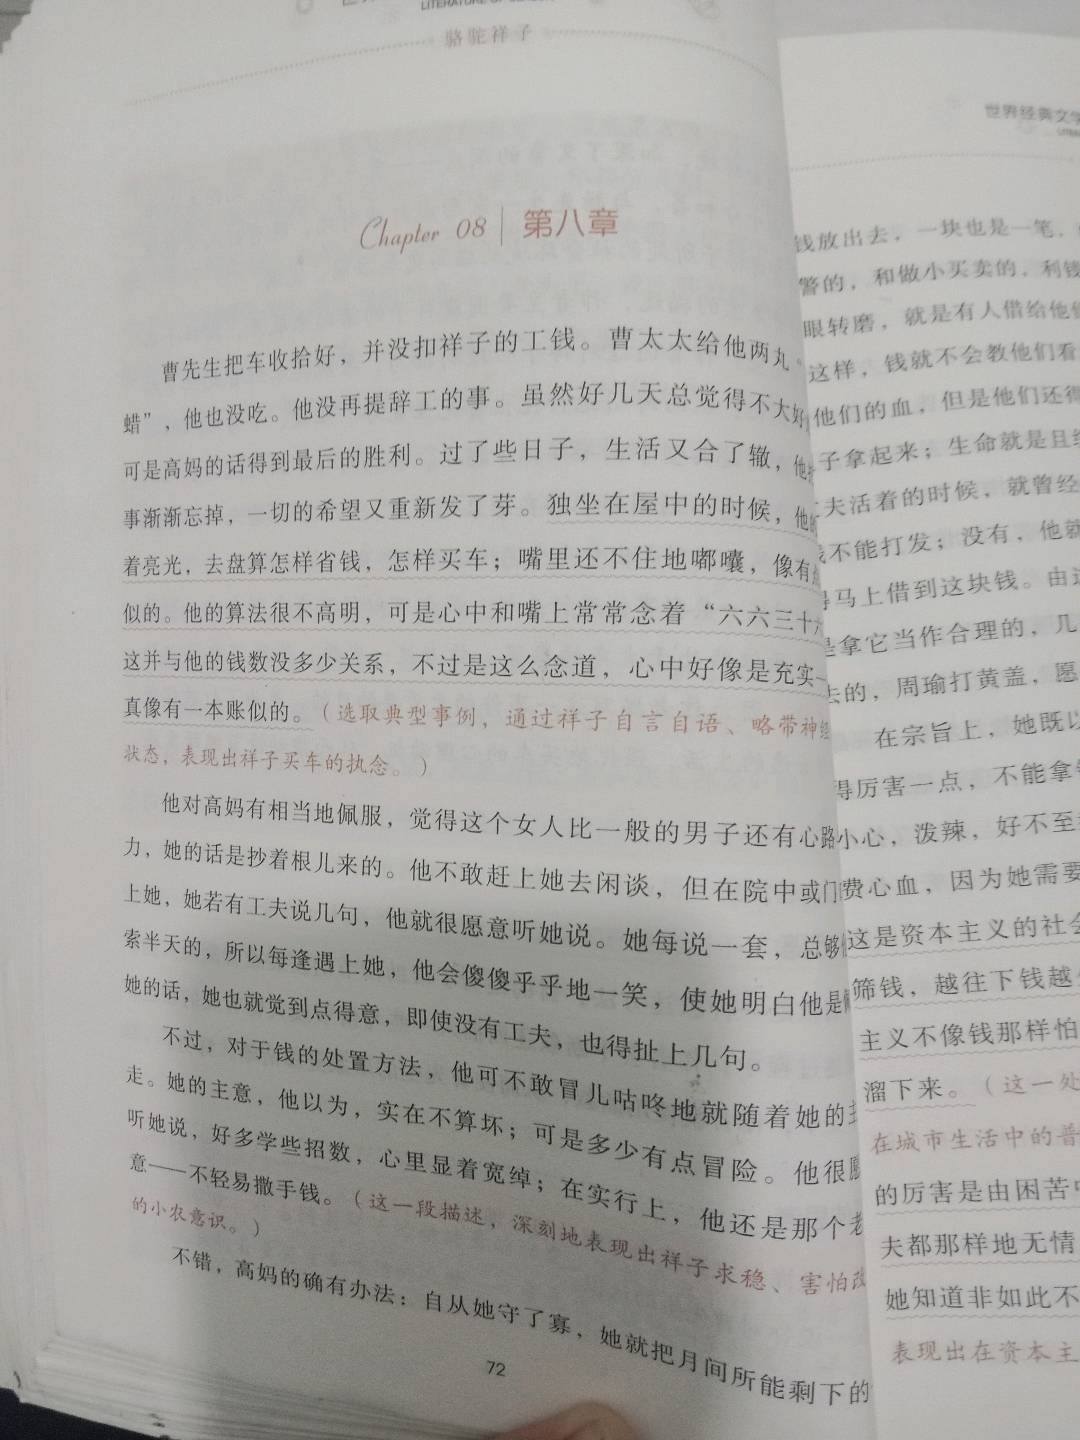 LITERATURE OF
骆驼祥子
Chapter 08 | 第八章
曹先生把车收拾好，并没扣祥子的工钱。曹太太给他两丸
蜡”，他也没吃。他没再提辞工的事。虽然好几天总觉得不大好
可是高妈的话得到最后的胜利。过了些日子，生活又合了辙，他
事渐渐忘掉，一切的希望又重新发了芽。独坐在屋中的时候，他
着亮光，去盘算怎样省钱，怎样买车；嘴里还不住地嘟囔，像有
似的。他的算法很不高明，可是心中和嘴上常常念着“六六三十
这并与他的钱数没多少关系，不过是这么念道，心中好像是充实一
真像有一本账似的。（选取典型事例，通过祥子自言自语、略带神经
状态，表现出祥子买车的执念。）
他对高妈有相当地佩服，觉得这个女人比一般的男子还有心路
力，她的话是抄着根儿来的。他不敢赶上她去闲谈，但在院中或门
上她，她若有工夫说几句，他就很愿意听她说。她每说一套，总够
索半天的，所以每逢遇上她，他会傻傻乎乎地一笑，使她明白他是
她的话，她也就觉到点得意，即使没有工夫，也得扯上几句。
不过，对于钱的处置方法，他可不敢冒儿咕咚地就随着她的
走。她的主意，他以为，实在不算坏；可是多少有点冒险。他很愿
听她说，好多学些招数，心里显着宽绰；在实行上，他还是那个老
意——不轻易撒手钱。（这一段描述，深刻地表现出祥子求稳、害怕改
的小农意识。）
不错，高妈的确有办法：自从她守了寡，她就把月间所能剩下的
72
世界经典文学
钱放出去，一块也是一笔，
警的，和做小买卖的，利钱
眼转磨，就是有人借给他们
这样，钱就不会教他们看
他们的血，但是他们还得
子拿起来；生命就是且缓
夫活着的时候，就曾经
不能打发；没有，他就
马上借到这块钱。由这
是拿它当作合理的，几
去的，周瑜打黄盖，愿
在宗旨上，她既以
得厉害一点，不能拿钱
小心，泼辣，好不至
费心血，因为她需要
这是资本主义的社会
筛钱，越往下钱越少
主义不像钱那样怕
溜下来。（这一处
在城市生活中的普
的厉害是由困苦中
夫都那样地无情
她知道非如此不
表现出在资本主